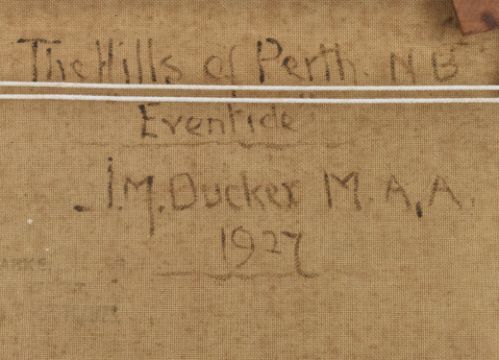 The Hills of Perth. N B
Eventide
J. M. Ducker M. A. A.
1927